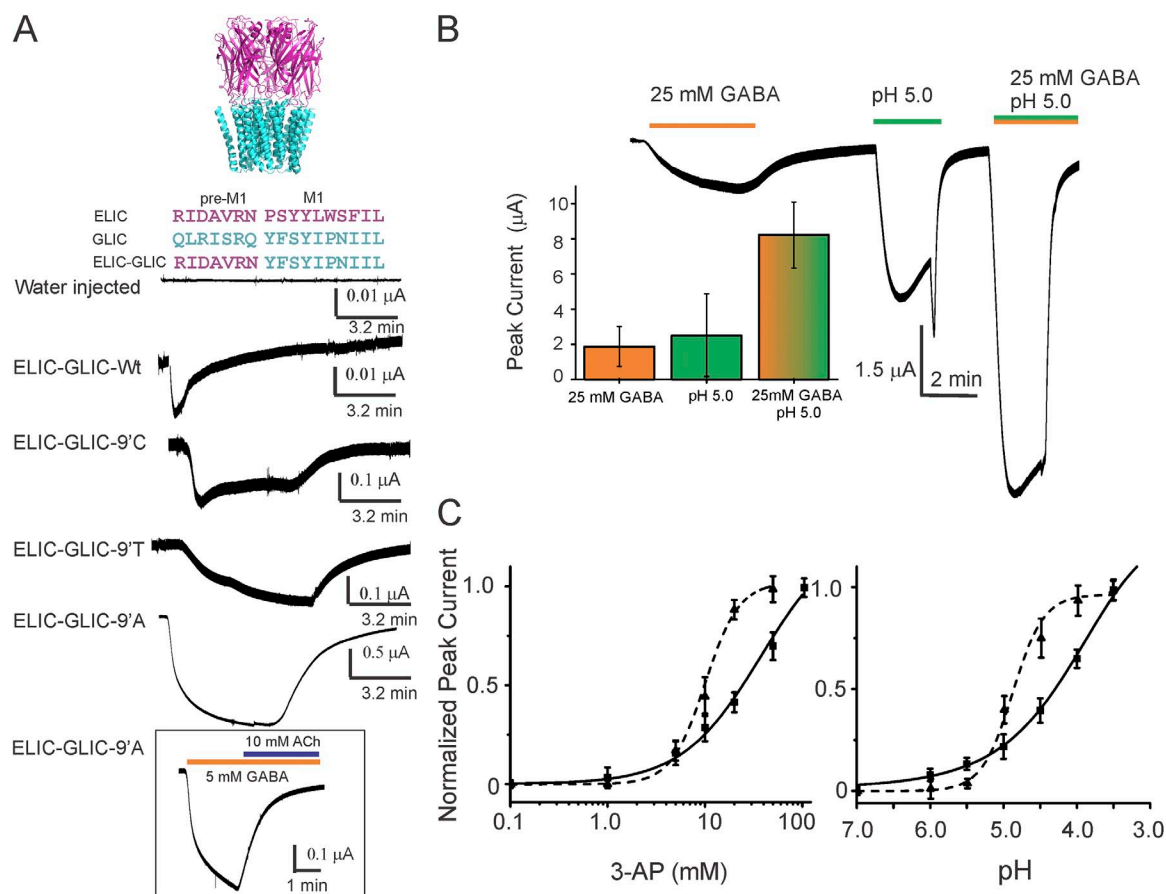 A
pre-M1 M1
ELIC RIDAVRN PSYYLWSFIL
GLIC QLRISRQ YFSYIPNIIL
ELIC-GLIC RIDAVRN YFSYIPNIIL
Water injected
0.01 μA
3.2 min
ELIC-GLIC-Wt
0.01 μA
3.2 min
ELIC-GLIC-9'C
0.1 μA
3.2 min
ELIC-GLIC-9'T
0.1 μA
3.2 min
ELIC-GLIC-9'A
0.5 μA
3.2 min
ELIC-GLIC-9'A
10 mM ACh
5 mM GABA
0.1 μA
1 min
B
25 mM GABA
pH 5.0
25 mM GABA
pH 5.0
Peak Current (μA)
10
8
6
4
2
0
25 mM GABA
pH 5.0
25mM GABA
pH 5.0
1.5 μA
2 min
C
Normalized Peak Current
1.0
0.5
0
0.1 1.0 10 100
3-AP (mM)
1.0
0.5
0
7.0 6.0 5.0 4.0 3.0
pH